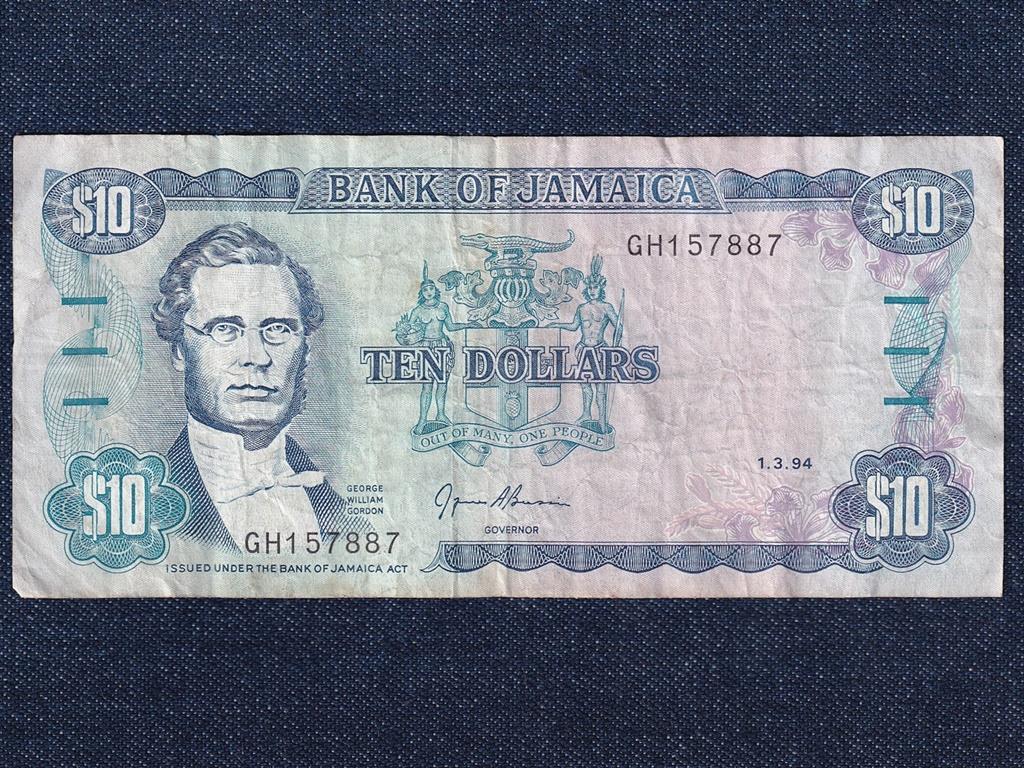 BANK OF JAMAICA
$10
$10
GH157887
TEN DOLLARS
OUT OF MANY, ONE PEOPLE
1.3.94
GEORGE
WILLIAM
GORDON
$10
$10
GOVERNOR
GH157887
ISSUED UNDER THE BANK OF JAMAICA ACT